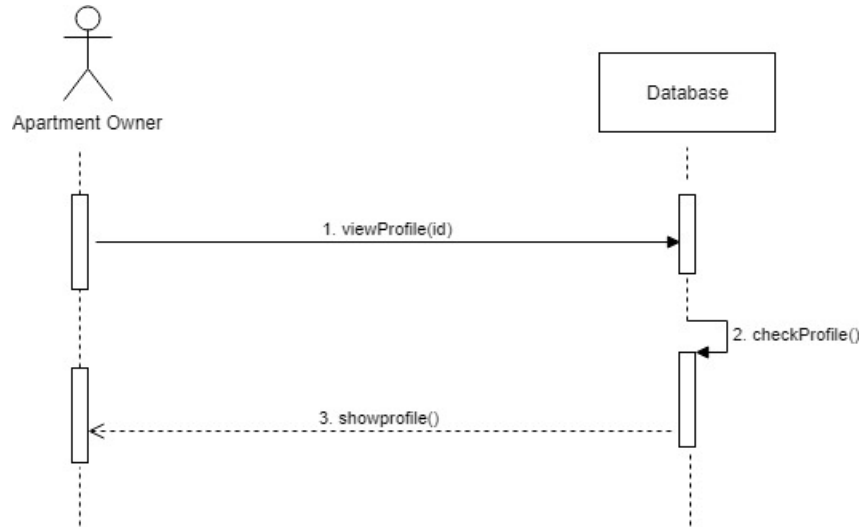 Apartment Owner
Database
1. viewProfile(id)
2. checkProfile()
3. showprofile()